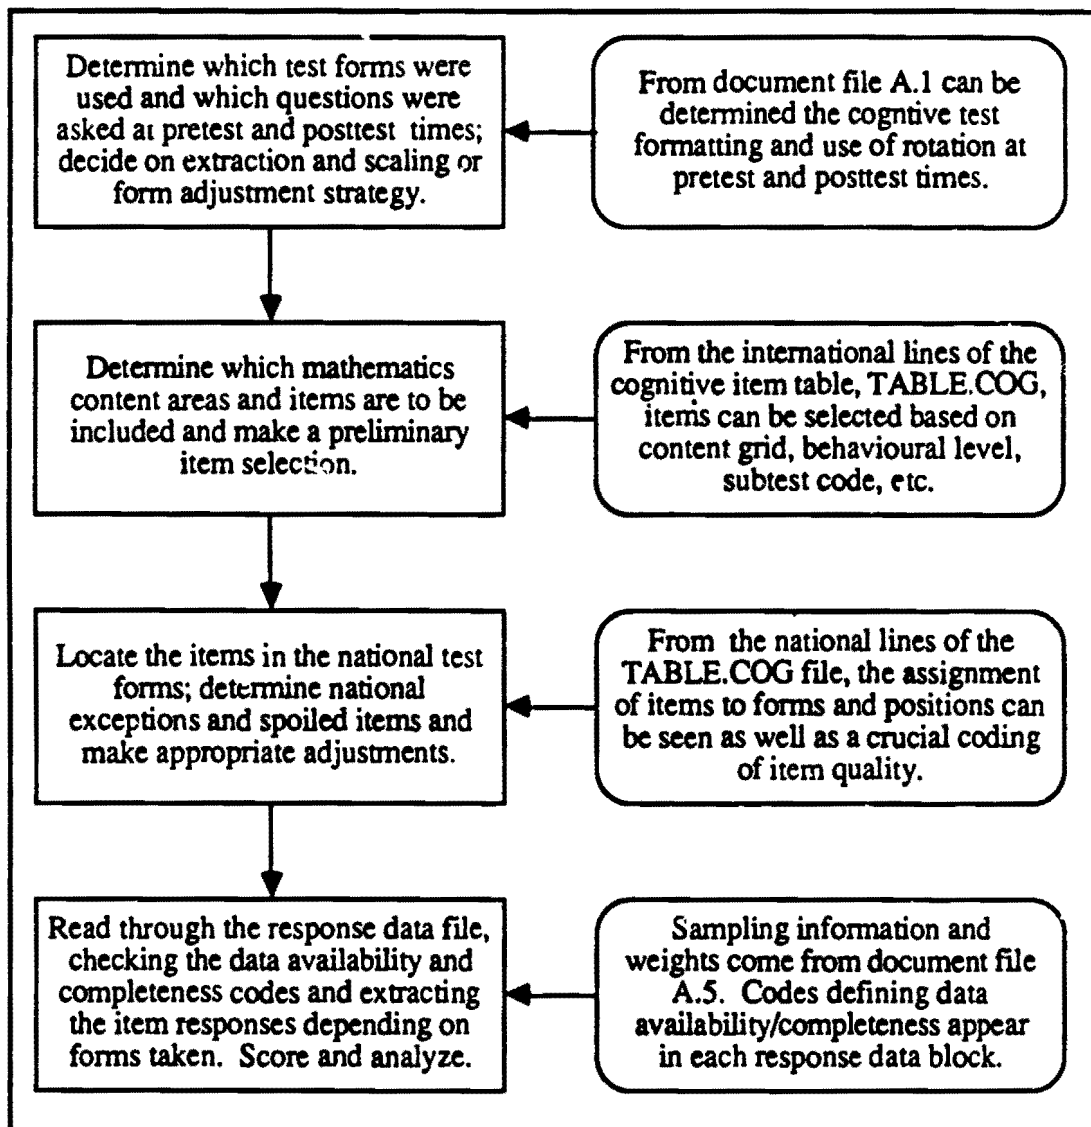 Determine which test forms were
used and which questions were
asked at pretest and posttest times;
decide on extraction and scaling or
form adjustment strategy.
From document file A.1 can be
determined the cogntive test
formatting and use of rotation at
pretest and posttest times.
Determine which mathematics
content areas and items are to be
included and make a preliminary
item selection.
From the international lines of the
cognitive item table, TABLE.COG,
items can be selected based on
content grid, behavioural level,
subtest code, etc.
Locate the items in the national test
forms; determine national
exceptions and spoiled items and
make appropriate adjustments.
From the national lines of the
TABLE.COG file, the assignment
of items to forms and positions can
be seen as well as a crucial coding
of item quality.
Read through the response data file,
checking the data availability and
completeness codes and extracting
the item responses depending on
forms taken. Score and analyze.
Sampling information and
weights come from document file
A.5. Codes defining data
availability/completeness appear
in each response data block.